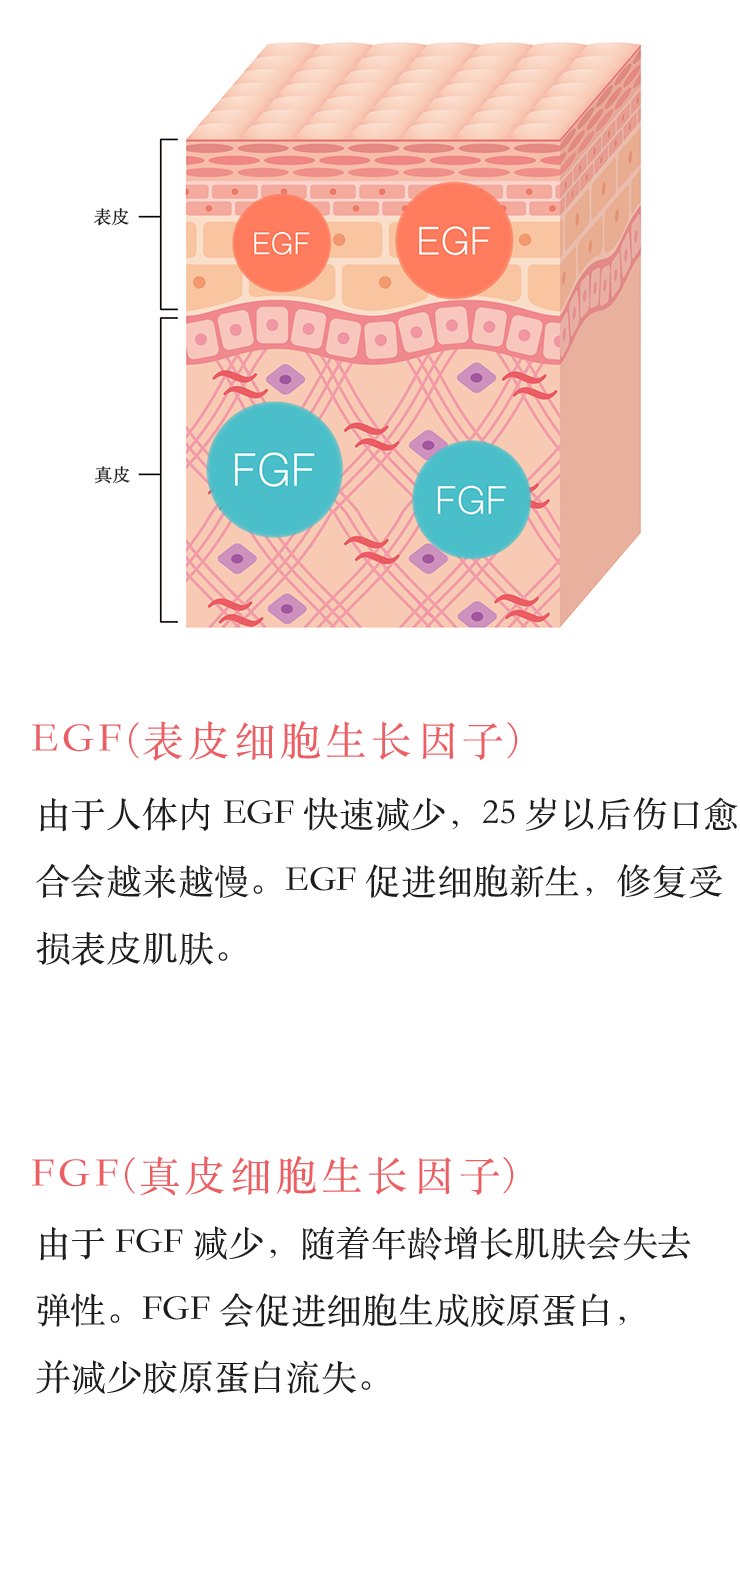 表皮
EGF
EGF
真皮
FGF
FGF
EGF(表皮细胞生长因子)
由于人体内 EGF 快速减少，25 岁以后伤口愈
合会越来越慢。EGF 促进细胞新生，修复受
损表皮肌肤。
FGF(真皮细胞生长因子)
由于 FGF 减少，随着年龄增长肌肤会失去
弹性。FGF 会促进细胞生成胶原蛋白，
并减少胶原蛋白流失。